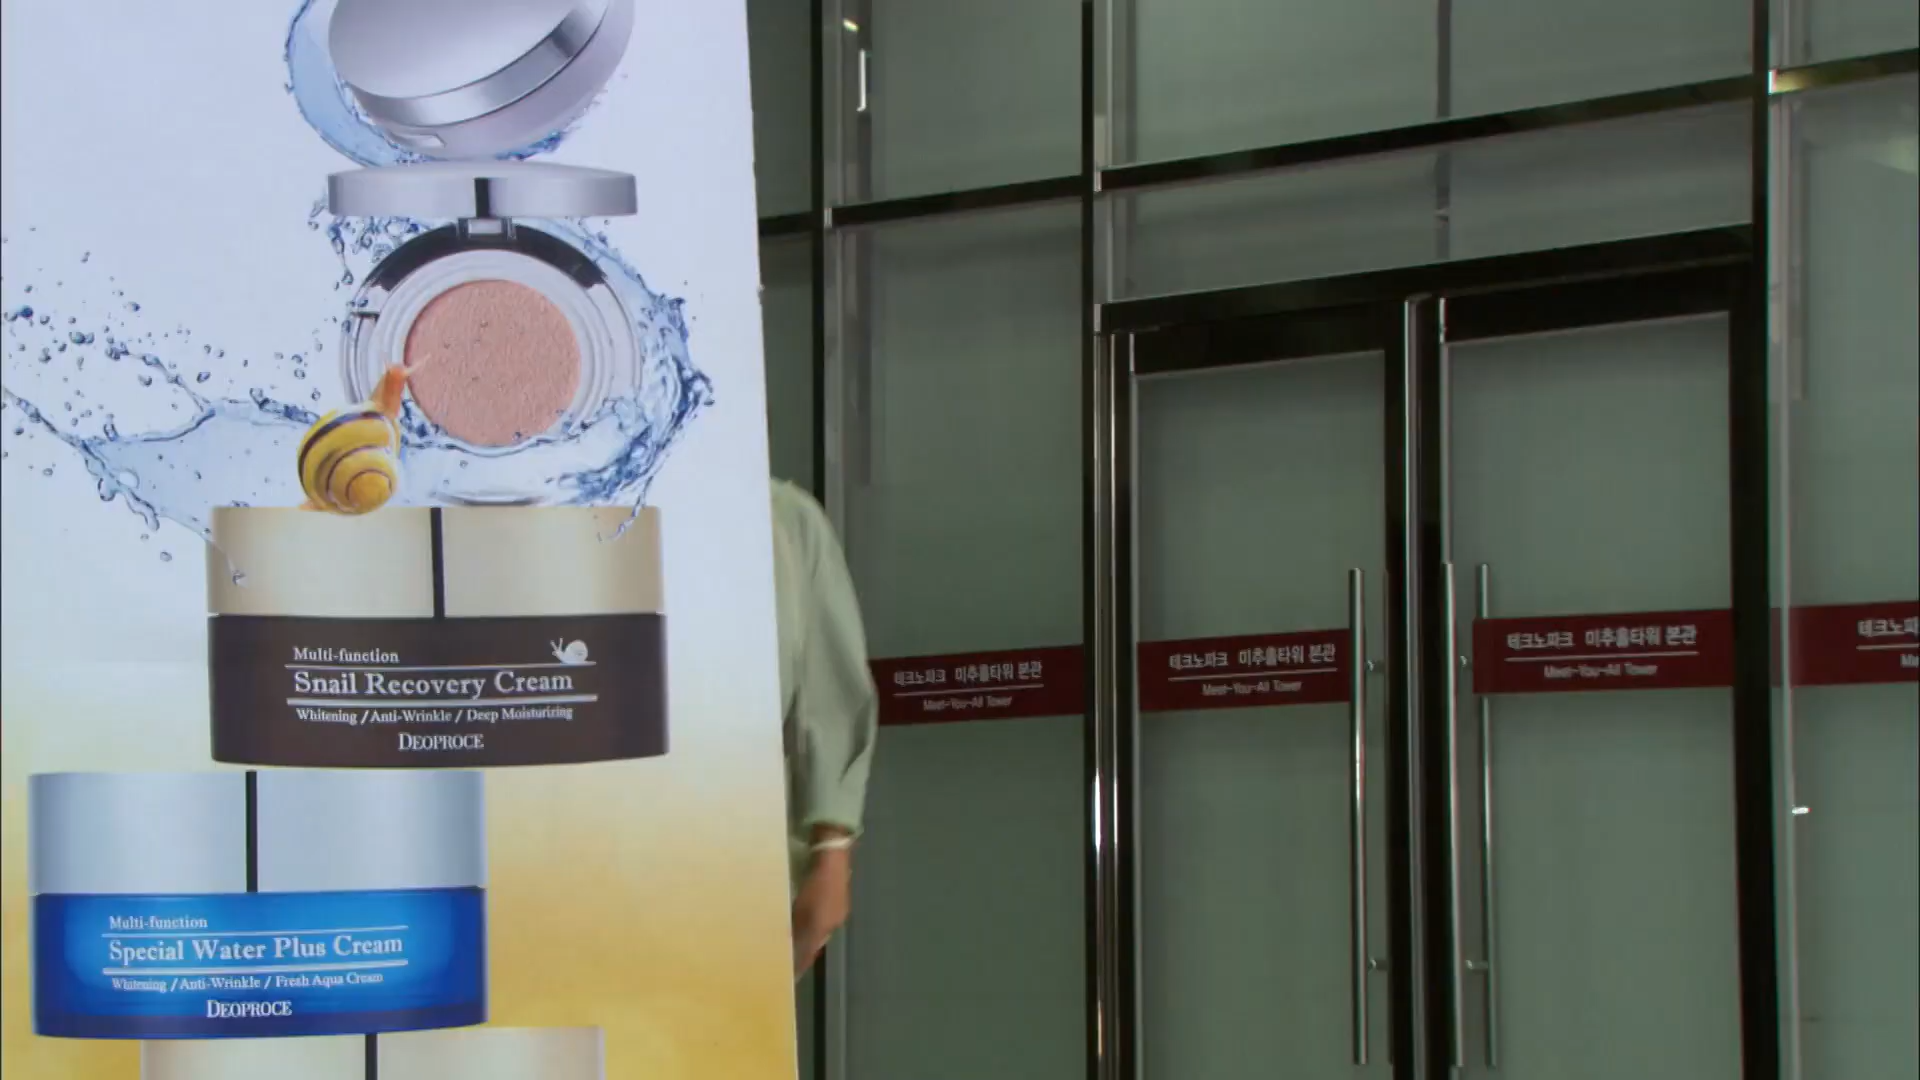 Multi-function
Snail Recovery Cream
Whitening / Anti-Wrinkle / Deep Moisturizing
DEOPROCE
Multi-function
Special Water Plus Cream
Whitening / Anti-Wrinkle / Fresh Aqua Cream
DEOPROCE
테크노파크 미추홀타워 본관
Meet-You-All Tower
테크노파크 미추홀타워 본관
Meet-You-All Tower
테크노파크 미추홀타워 본관
Meet-You-All Tower